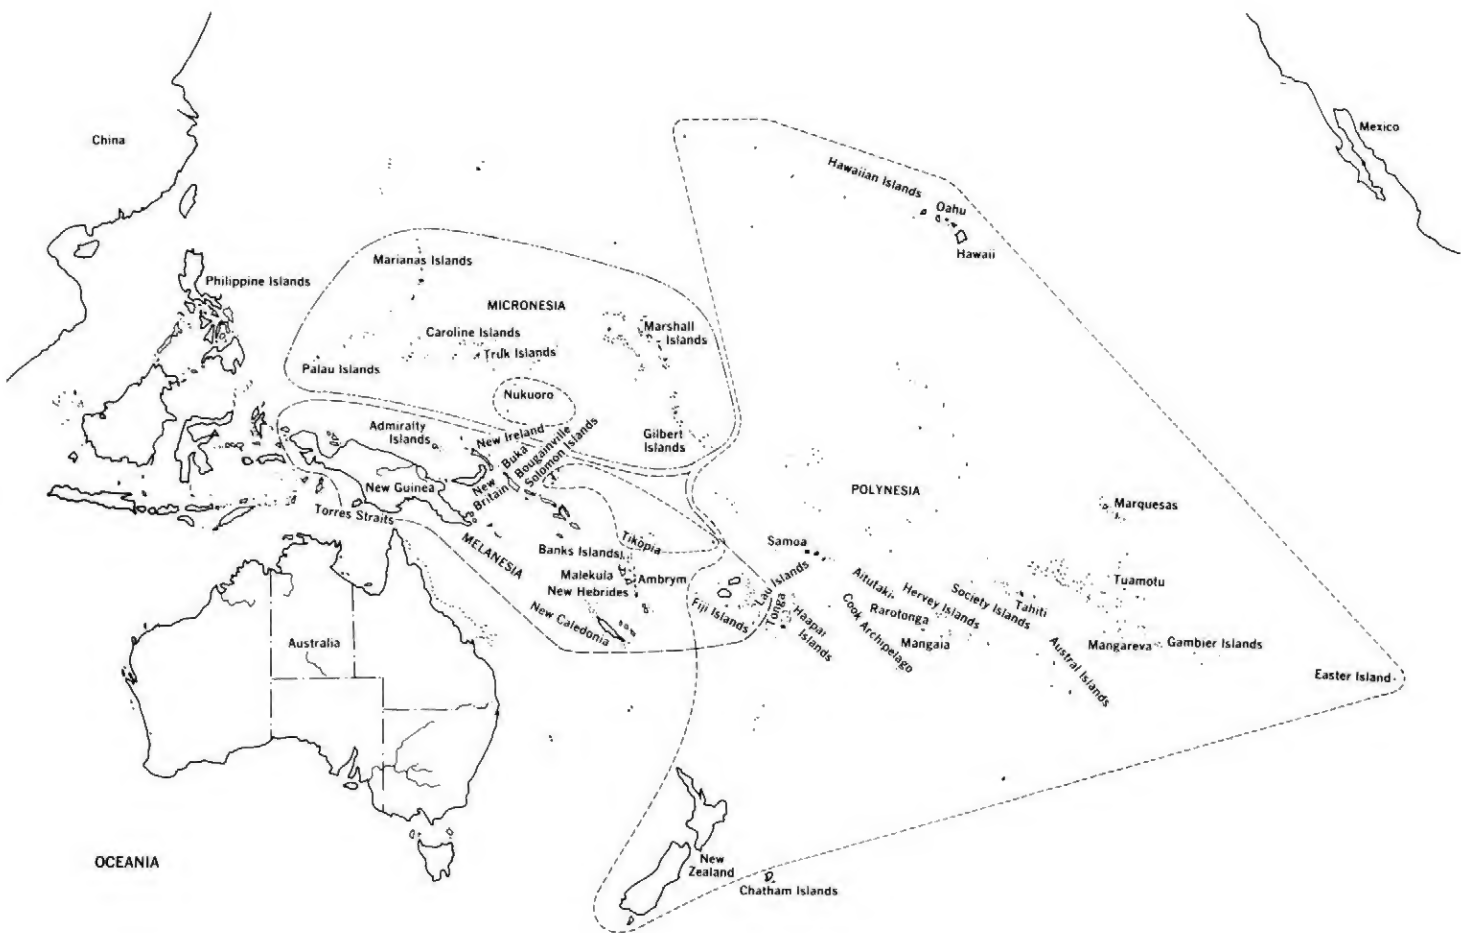 China
Mexico
Hawaiian Islands
Oahu
Hawaii
Marianas Islands
Philippine Islands
MICRONESIA
Caroline Islands
Marshall
Islands
Truk Islands
Palau Islands
Nukuoro
Admiralty
Islands
New Ireland
Buka
Bougainville
Solomon Islands
Gilbert
Islands
New Guinea
New
Britain
POLYNESIA
Marquesas
Torres Straits
MELANESIA
Tikopia
Samoa
Banks Islands
Malekula
Ambrym
New Hebrides
Lau Islands
Fiji Islands
Tonga
Haapai
Islands
Aitutaki
Hervey Islands
Rarotonga
Cook Archipelago
Mangaia
Society Islands
Tahiti
Tuamotu
New Caledonia
Australia
Austral Islands
Mangareva
Gambier Islands
Easter Island
OCEANIA
New
Zealand
Chatham Islands